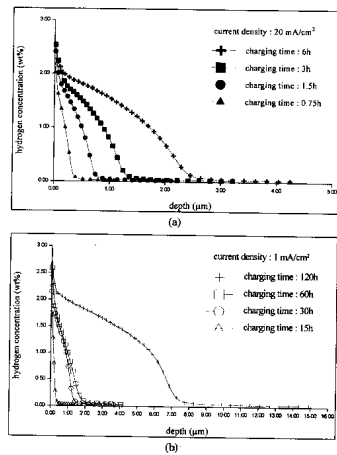 3.00
2.50
2.00
1.50
1.00
0.50
0.00
hydrogen concentration (wt%)
current density : 20 mA/cm²
charging time : 6h
charging time : 3h
charging time : 1.5h
charging time : 0.75h
0.00 1.00 2.00 3.00 4.00 5.00
depth (µm)
(a)
3.00
2.50
2.00
1.50
1.00
0.50
0.00
hydrogen concentration (wt%)
current density : 1 mA/cm²
charging time : 120h
charging time : 60h
charging time : 30h
charging time : 15h
0.00 1.00 2.00 3.00 4.00 5.00 6.00 7.00 8.00 9.00 10.00 11.00 12.00 13.00 14.00 15.00 16.00
depth (µm)
(b)